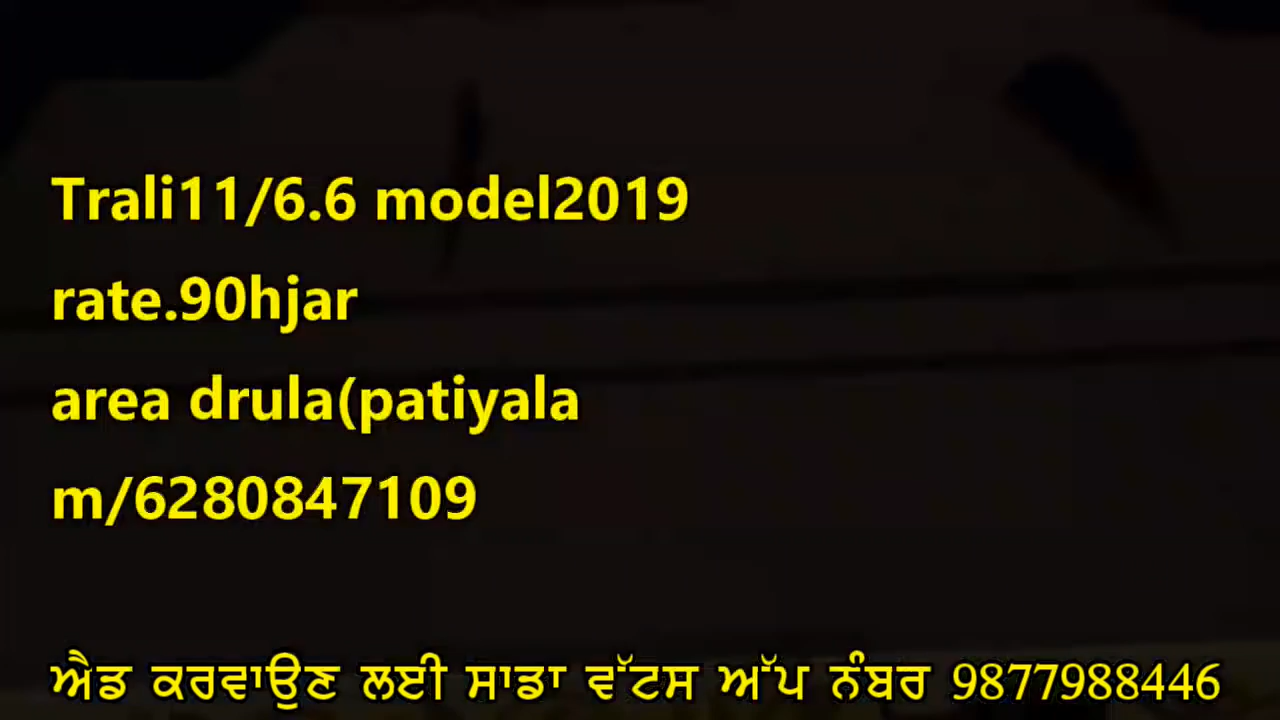 Trali11/6.6 model2019
rate.90hjar
area drula(patiyala
m/6280847109
ਐਡ ਕਰਵਾਉਣ ਲਈ ਸਾਡਾ ਵੱਟਸ ਅੱਪ ਨੰਬਰ 9877988446